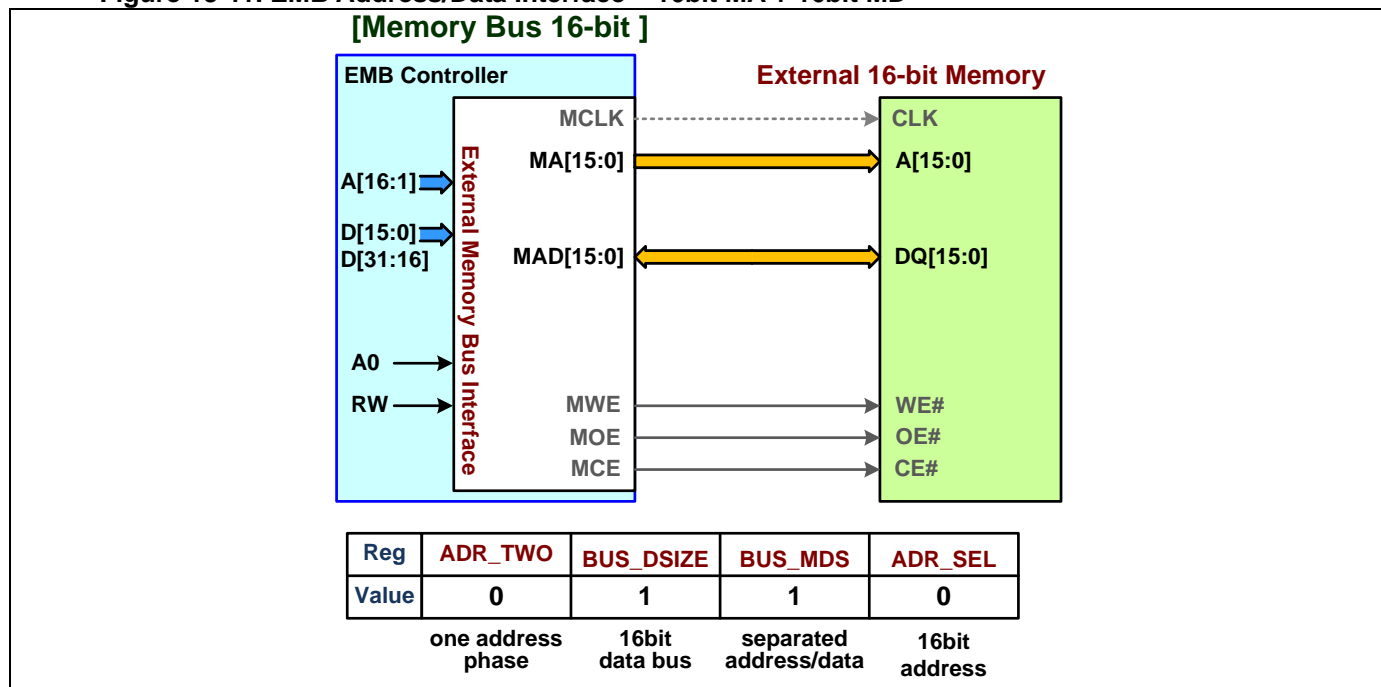 [Memory Bus 16-bit ]
EMB Controller
External 16-bit Memory
MCLK
CLK
MA[15:0]
A[15:0]
A[16:1]
D[15:0]
D[31:16]
MAD[15:0]
DQ[15:0]
External Memory Bus Interface
A0
RW
MWE
WE#
MOE
OE#
MCE
CE#
Reg ADR_TWO BUS_DSIZE BUS_MDS ADR_SEL
Value 0 1 1 0
one address phase
16bit data bus
separated address/data
16bit address